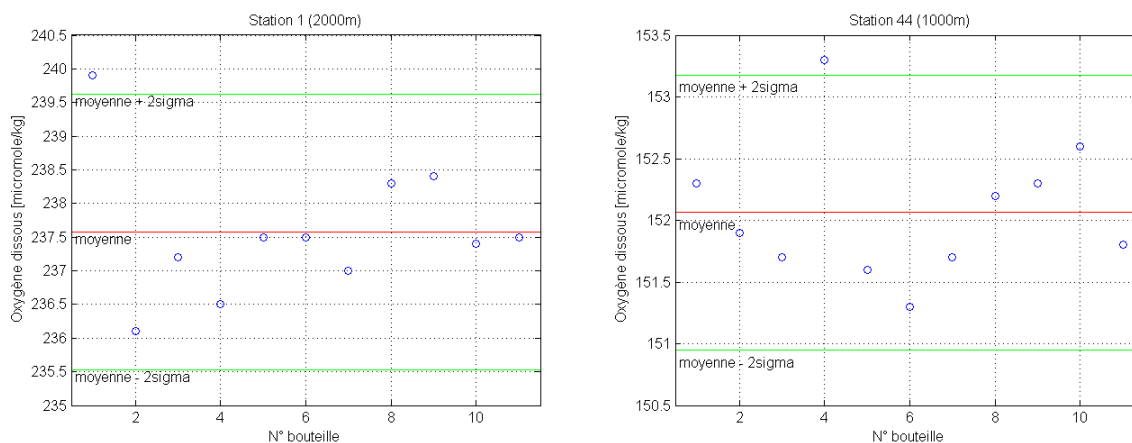 Station 1 (2000m)
240.5
240
239.5
239
238.5
238
237.5
237
236.5
236
235.5
235
Oxygène dissous [micromole/kg]
moyenne + 2sigma
moyenne
moyenne - 2sigma
2
4
6
8
10
N° bouteille
Station 44 (1000m)
153.5
153
152.5
152
151.5
151
150.5
Oxygène dissous [micromole/kg]
moyenne + 2sigma
moyenne
moyenne - 2sigma
2
4
6
8
10
N° bouteille